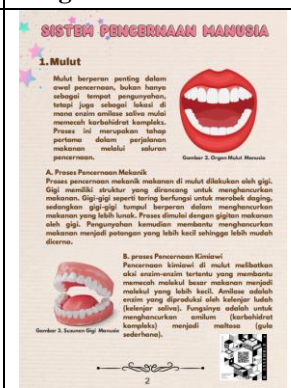 SISTEM PENCERNAAN MANUSIA
1.Mulut
Mulut berperan penting dalam
awal pencernaan, bukan hanya
sebagai tempat pengunyahan,
tetapi juga sebagai lokasi di
mana enzim amilase saliva mulai
memecah karbohidrat kompleks.
Proses ini merupakan tahap
pertama dalam perjalanan
makanan melalui saluran
pencernaan.
Gambar 2. Organ Mulut Manusia
A. Proses Pencernaan Mekanik
Proses pencernaan mekanik makanan di mulut dilakukan oleh gigi.
Gigi memiliki struktur yang dirancang untuk menghancurkan
makanan. Gigi-gigi seperti taring berfungsi untuk merobek daging,
sedangkan gigi-gigi tumpul berperan dalam menghancurkan
makanan yang lebih lunak. Proses dimulai dengan gigitan makanan
oleh gigi. Pengunyahan kemudian membantu menghancurkan
makanan menjadi potongan yang lebih kecil sehingga lebih mudah
dicerna.
B. proses Pencernaan Kimiawi
Pencernaan kimiawi di mulut melibatkan
aksi enzim-enzim tertentu yang membantu
memecah molekul besar makanan menjadi
molekul yang lebih kecil. Amilase adalah
enzim yang diproduksi oleh kelenjar ludah
(kelenjar saliva). Fungsinya adalah untuk
menghancurkan amilum (karbohidrat
kompleks) menjadi maltosa (gula
sederhana).
Gambar 3. Susunan Gigi Manusia
2